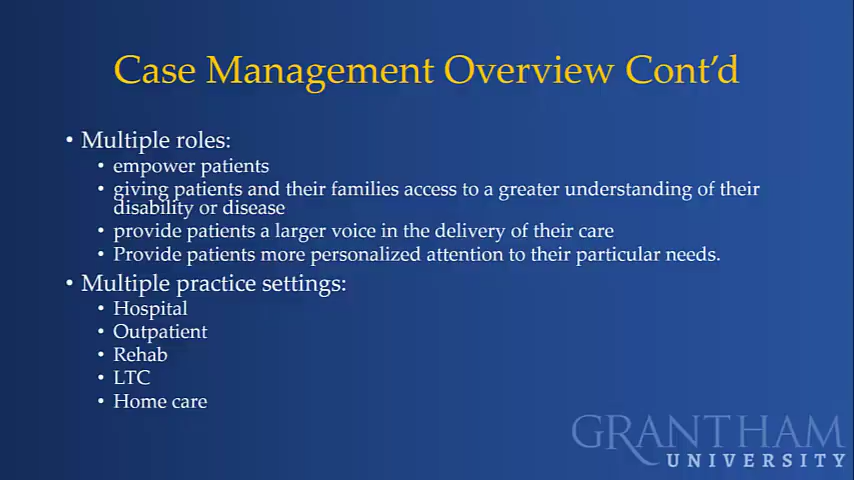 Case Management Overview Cont’d
• Multiple roles:
• empower patients
• giving patients and their families access to a greater understanding of their
disability or disease
• provide patients a larger voice in the delivery of their care
• Provide patients more personalized attention to their particular needs.
• Multiple practice settings:
• Hospital
• Outpatient
• Rehab
• LTC
• Home care
GRANTHAM
UNIVERSITY